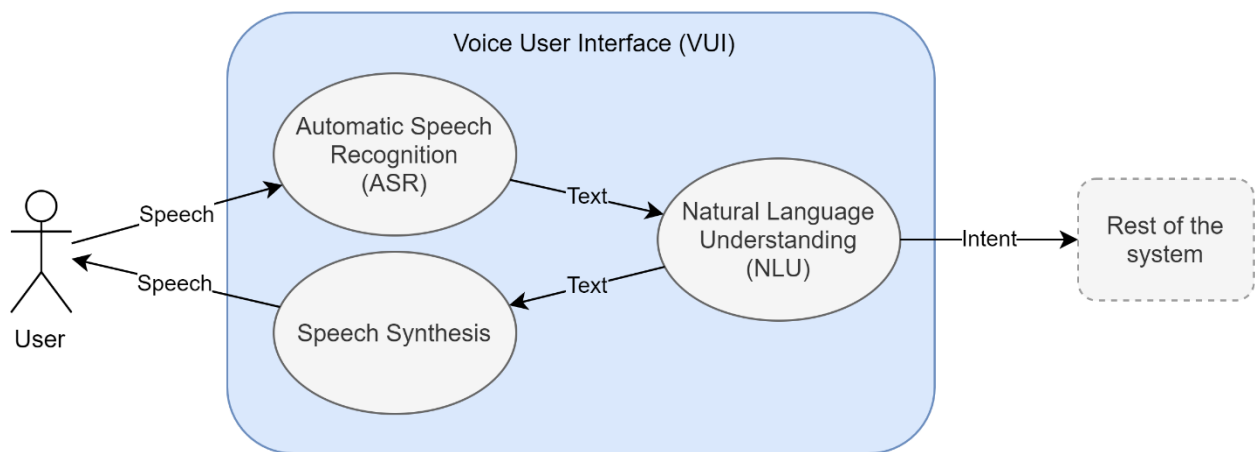 Voice User Interface (VUI)
Automatic Speech
Recognition
(ASR)
Speech
Text
Natural Language
Understanding
(NLU)
Intent
Rest of the
system
Speech
Text
Speech Synthesis
User